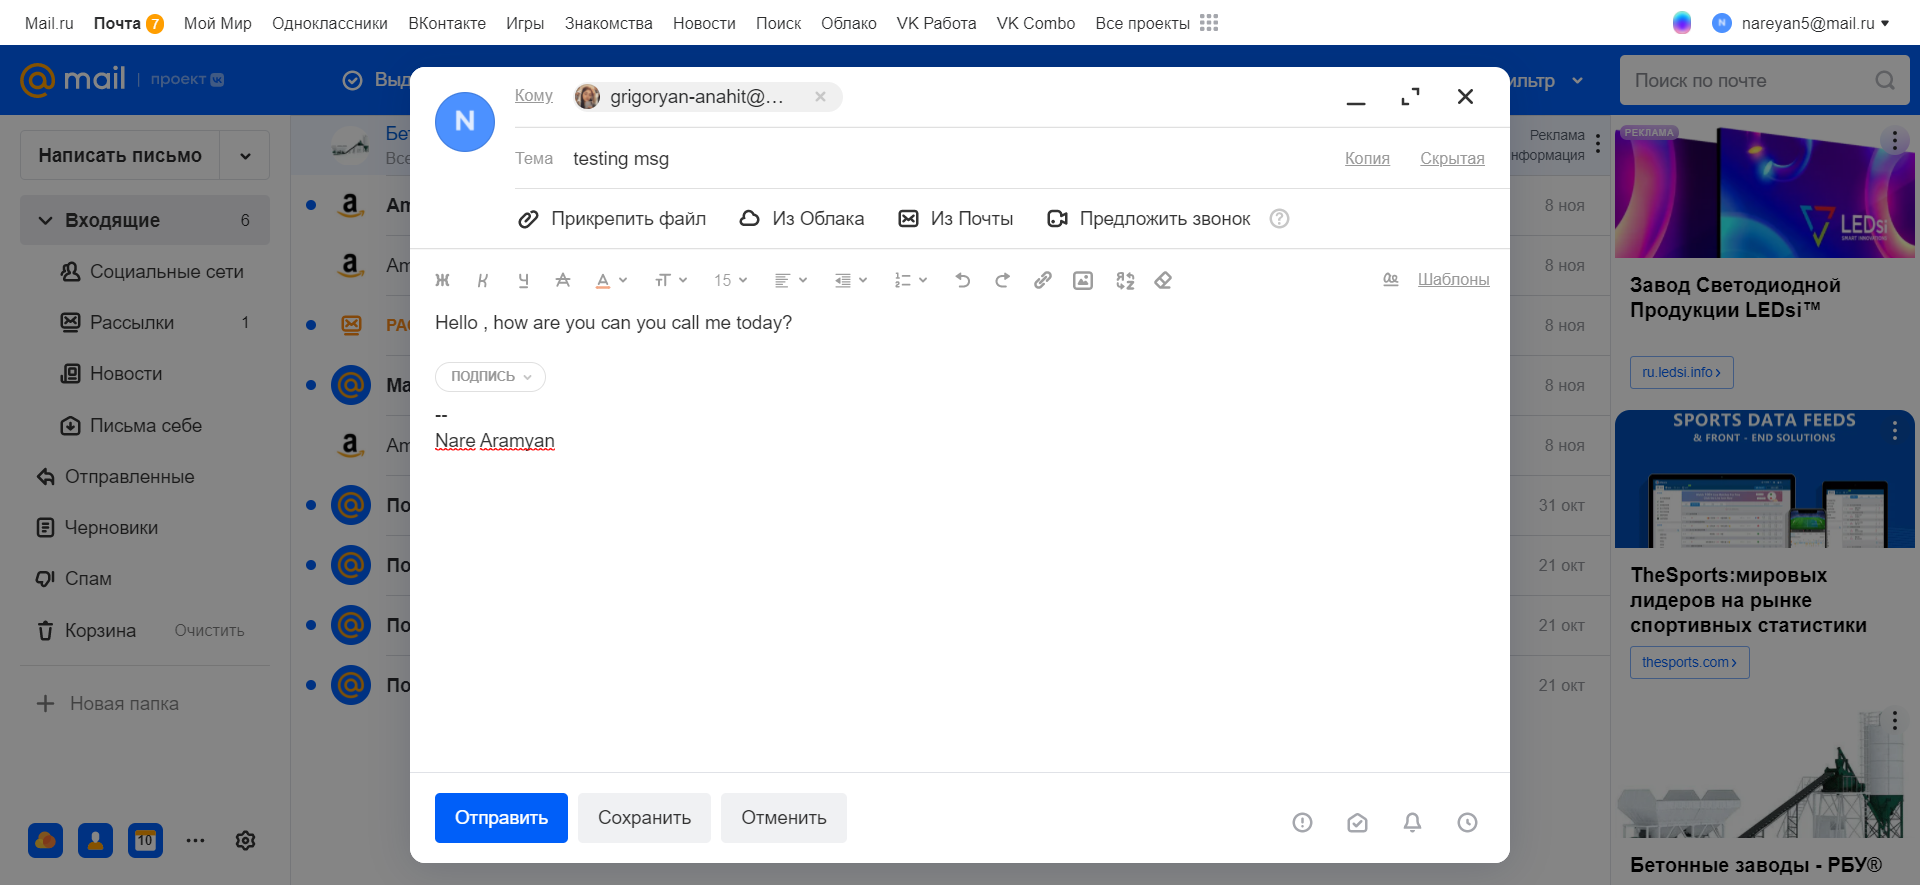 Mail.ru Почта 7 Мой Мир Одноклассники ВКонтакте Игры Знакомства Новости Поиск Облако VK Работа VK Combo Все проекты N nareyan5@mail.ru
mail проект
Выд
ильтр
Поиск по почте
Написать письмо
Входящие 6
Социальные сети
Рассылки 1
Новости
Письма себе
Отправленные
Черновики
Спам
Корзина Очистить
Новая папка
10
Бет
Все
Am
Am
РАС
Ма
Am
По
По
По
По
N
Кому grigoryan-anahit@...
Тема testing msg Копия Скрытая
Прикрепить файл Из Облака Из Почты Предложить звонок ?
Ж К Ч А А тТ 15 Шаблоны
Hello , how are you can you call me today?
ПОДПИСЬ
--
Nare Aramyan
Отправить Сохранить Отменить
Реклама
нформация
8 ноя
8 ноя
8 ноя
8 ноя
8 ноя
31 окт
21 окт
21 окт
21 окт
РЕКЛАМА
LEDsi
SMART INNOVATIONS
Завод Светодиодной
Продукции LEDsi™
ru.ledsi.info
SPORTS DATA FEEDS
& FRONT - END SOLUTIONS
TheSports:мировых
лидеров на рынке
спортивных статистики
thesports.com
Бетонные заводы - РБУ®